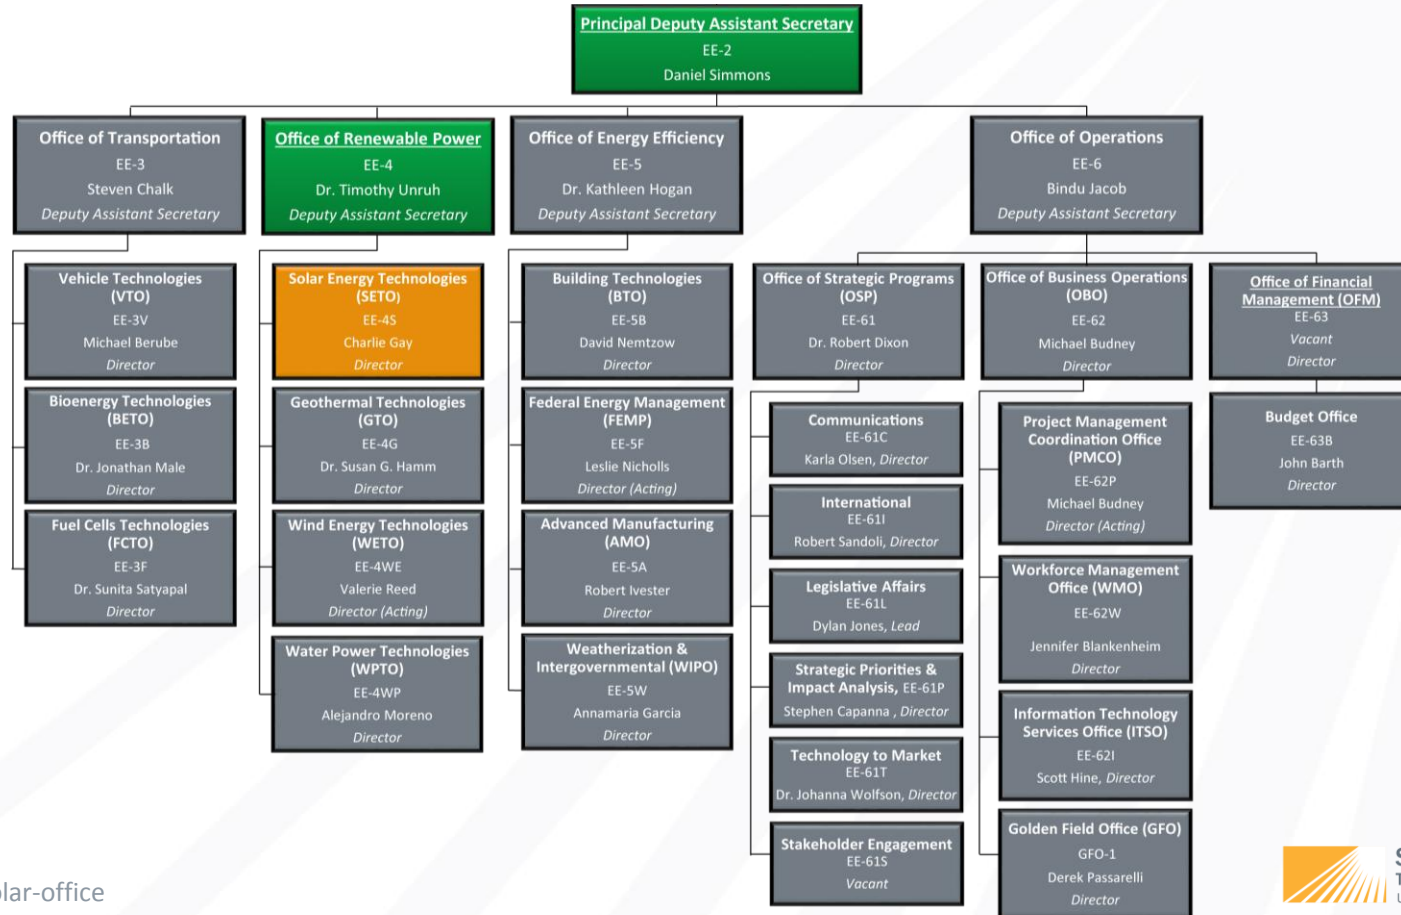 Principal Deputy Assistant Secretary
EE-2
Daniel Simmons
Office of Transportation
EE-3
Steven Chalk
Deputy Assistant Secretary
Office of Renewable Power
EE-4
Dr. Timothy Unruh
Deputy Assistant Secretary
Office of Energy Efficiency
EE-5
Dr. Kathleen Hogan
Deputy Assistant Secretary
Office of Operations
EE-6
Bindu Jacob
Deputy Assistant Secretary
Vehicle Technologies
(VTO)
EE-3V
Michael Berube
Director
Bioenergy Technologies
(BETO)
EE-3B
Dr. Jonathan Male
Director
Fuel Cells Technologies
(FCTO)
EE-3F
Dr. Sunita Satyapal
Director
Solar Energy Technologies
(SETO)
EE-4S
Charlie Gay
Director
Geothermal Technologies
(GTO)
EE-4G
Dr. Susan G. Hamm
Director
Wind Energy Technologies
(WETO)
EE-4WE
Valerie Reed
Director (Acting)
Water Power Technologies
(WPTO)
EE-4WP
Alejandro Moreno
Director
Building Technologies
(BTO)
EE-5B
David Nemtzow
Director
Federal Energy Management
(FEMP)
EE-5F
Leslie Nicholls
Director (Acting)
Advanced Manufacturing
(AMO)
EE-5A
Robert Ivester
Director
Weatherization &
Intergovernmental (WIPO)
EE-5W
Annamaria Garcia
Director
Office of Strategic Programs
(OSP)
EE-61
Dr. Robert Dixon
Director
Communications
EE-61C
Karla Olsen, Director
International
EE-61I
Robert Sandoli, Director
Legislative Affairs
EE-61L
Dylan Jones, Lead
Strategic Priorities &
Impact Analysis, EE-61P
Stephen Capanna , Director
Technology to Market
EE-61T
Dr. Johanna Wolfson, Director
Stakeholder Engagement
EE-61S
Vacant
Office of Business Operations
(OBO)
EE-62
Michael Budney
Director
Project Management
Coordination Office
(PMCO)
EE-62P
Michael Budney
Director (Acting)
Workforce Management
Office (WMO)
EE-62W
Jennifer Blankenheim
Director
Information Technology
Services Office (ITSO)
EE-62I
Scott Hine, Director
Golden Field Office (GFO)
GFO-1
Derek Passarelli
Director
Office of Financial
Management (OFM)
EE-63
Vacant
Director
Budget Office
EE-63B
John Barth
Director
lar-office
S
T
U